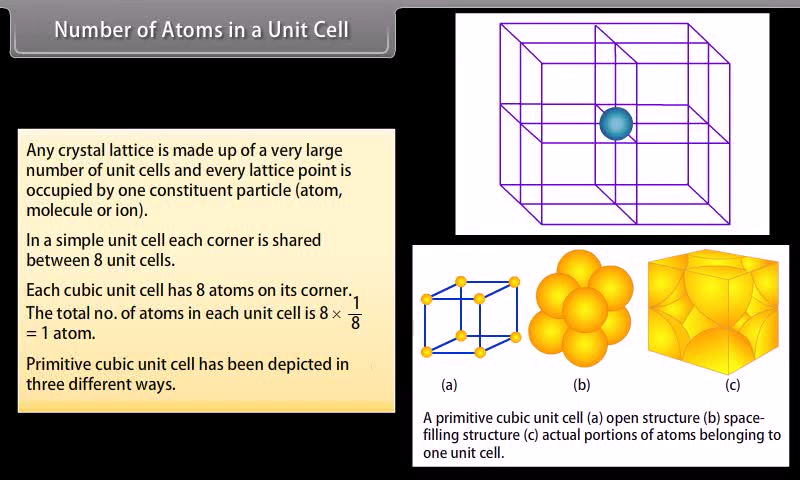 Number of Atoms in a Unit Cell
Any crystal lattice is made up of a very large
number of unit cells and every lattice point is
occupied by one constituent particle (atom,
molecule or ion).
In a simple unit cell each corner is shared
between 8 unit cells.
Each cubic unit cell has 8 atoms on its corner.
The total no. of atoms in each unit cell is 8 × 1/8
= 1 atom.
Primitive cubic unit cell has been depicted in
three different ways.
(a) (b) (c)
A primitive cubic unit cell (a) open structure (b) space-
filling structure (c) actual portions of atoms belonging to
one unit cell.